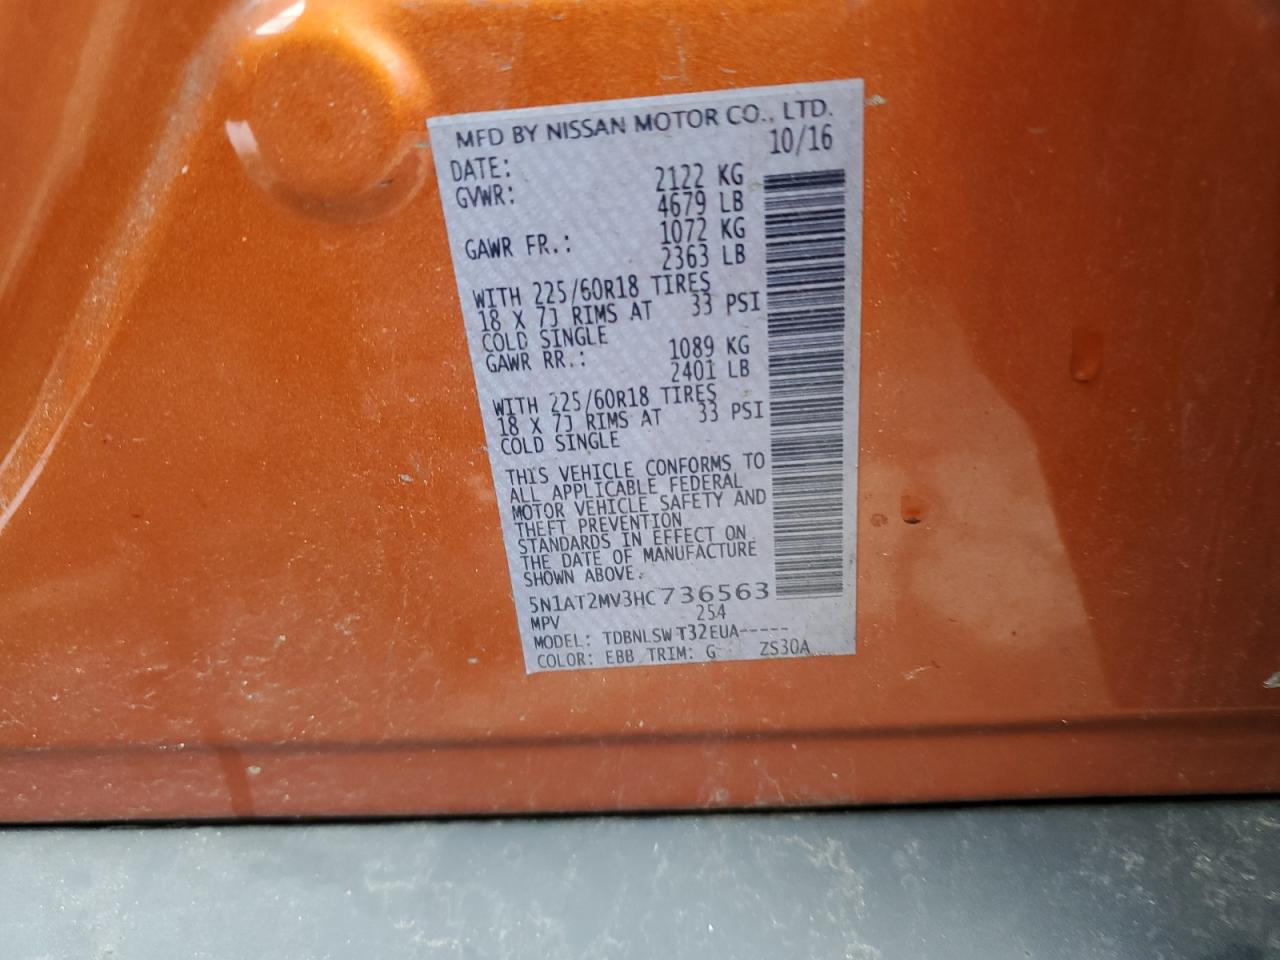 MFD BY NISSAN MOTOR CO., LTD.
DATE: 10/16
GVWR: 2122 KG
4679 LB
GAWR FR.: 1072 KG
2363 LB
WITH 225/60R18 TIRES
18 X 7J RIMS AT 33 PSI
COLD SINGLE
GAWR RR.: 1089 KG
2401 LB
WITH 225/60R18 TIRES
18 X 7J RIMS AT 33 PSI
COLD SINGLE
THIS VEHICLE CONFORMS TO
ALL APPLICABLE FEDERAL
MOTOR VEHICLE SAFETY AND
THEFT PREVENTION
STANDARDS IN EFFECT ON
THE DATE OF MANUFACTURE
SHOWN ABOVE.
5N1AT2MV3HC736563
MPV 254
MODEL: TDBNLSWT32EUA-----
COLOR: EBB TRIM: G ZS30A